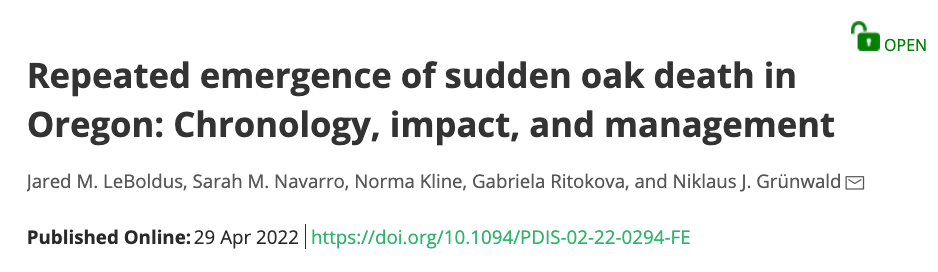 OPEN
Repeated emergence of sudden oak death in
Oregon: Chronology, impact, and management
Jared M. LeBoldus, Sarah M. Navarro, Norma Kline, Gabriela Ritokova, and Niklaus J. Grünwald
Published Online: 29 Apr 2022 | https://doi.org/10.1094/PDIS-02-22-0294-FE